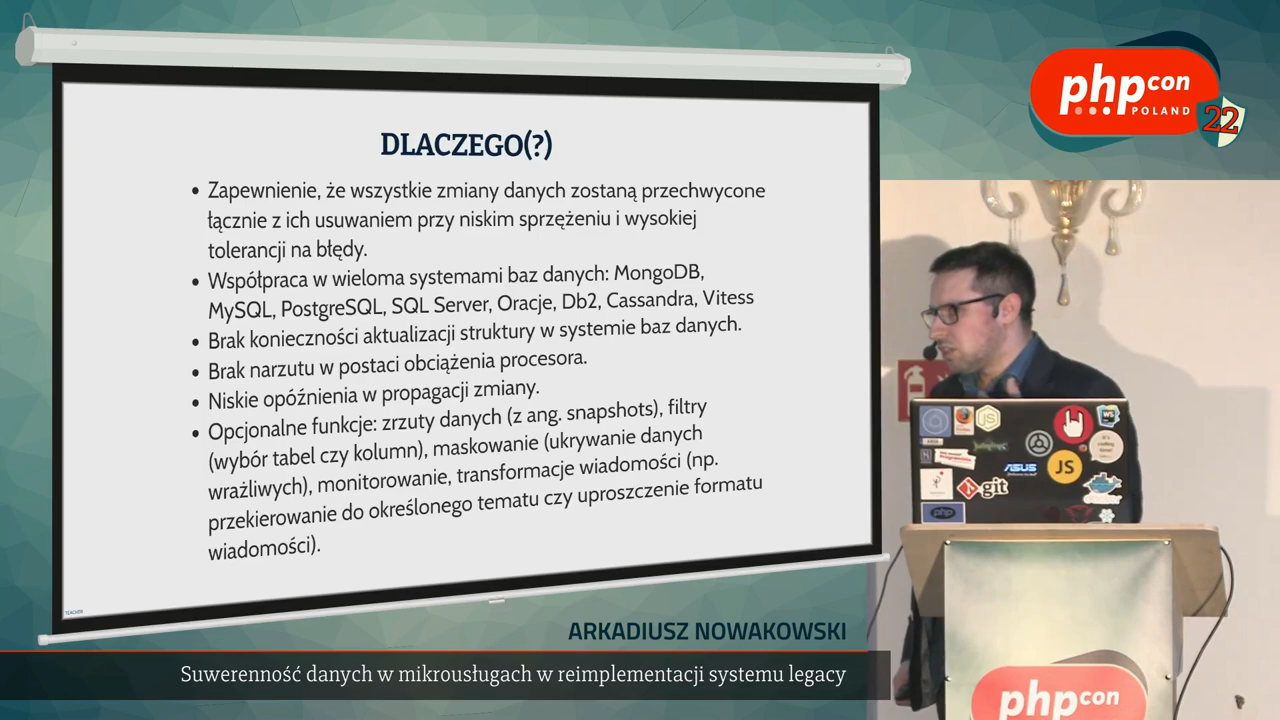 DLACZEGO(?)
• Zapewnienie, że wszystkie zmiany danych zostaną przechwycone
łącznie z ich usuwaniem przy niskim sprzężeniu i wysokiej
tolerancji na błędy.
• Współpraca w wieloma systemami baz danych: MongoDB,
MySQL, PostgreSQL, SQL Server, Oracje, Db2, Cassandra, Vitess
• Brak konieczności aktualizacji struktury w systemie baz danych.
• Brak narzutu w postaci obciążenia procesora.
• Niskie opóźnienia w propagacji zmiany.
• Opcjonalne funkcje: zrzuty danych (z ang. snapshots), filtry
(wybór tabel czy kolumn), maskowanie (ukrywanie danych
wrażliwych), monitorowanie, transformacje wiadomości (np.
przekierowanie do określonego tematu czy uproszczenie formatu
wiadomości).
phpcon
POLAND
22
ARKADIUSZ NOWAKOWSKI
Suwerenność danych w mikrousługach w reimplementacji systemu legacy
JS
WS
ASUS
JS
git
php
phpcon